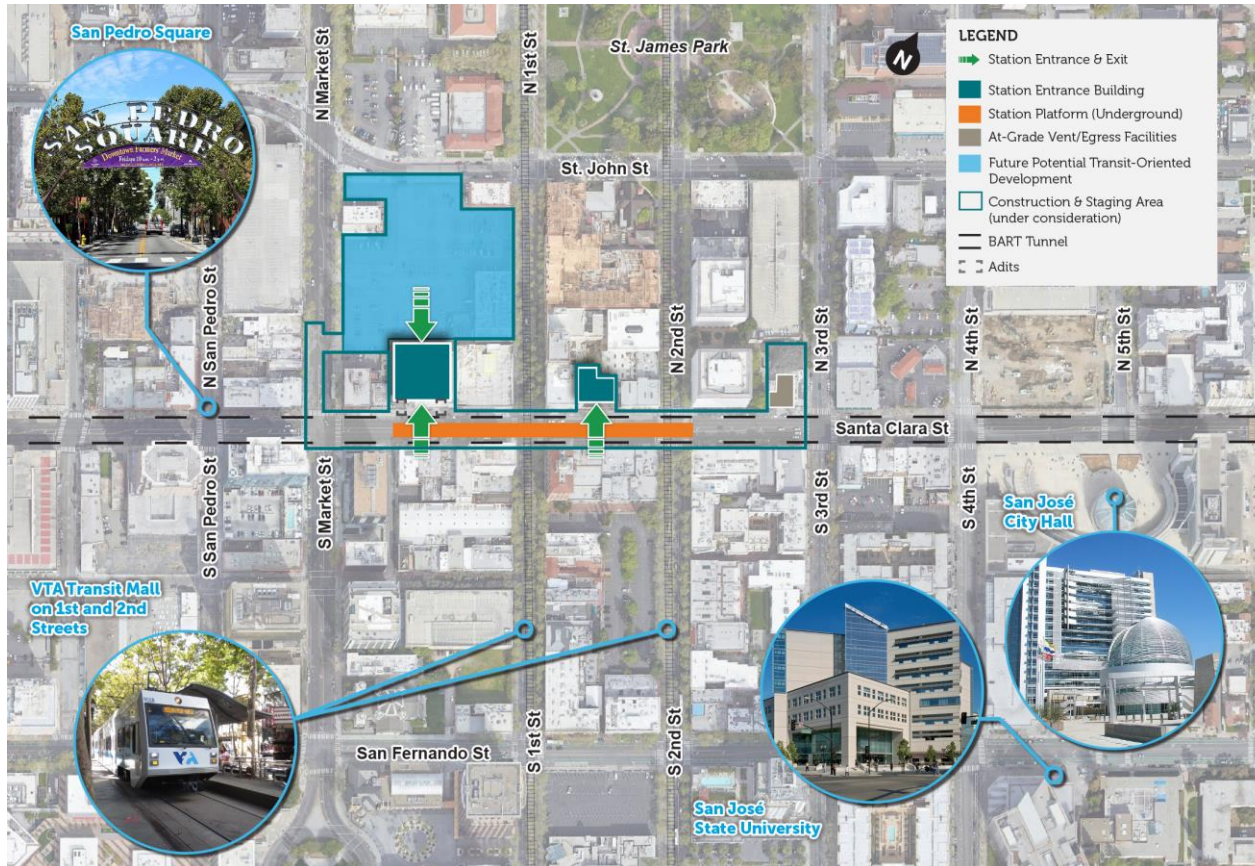 San Pedro Square
SAN PEDRO
SQUARE
Downtown Farmers Market
Fridays 10 a.m. - 2 p.m.
N Market St
N 1st St
St. James Park
N
LEGEND
Station Entrance & Exit
Station Entrance Building
Station Platform (Underground)
At-Grade Vent/Egress Facilities
Future Potential Transit-Oriented
Development
Construction & Staging Area
(under consideration)
BART Tunnel
Adits
St. John St
N San Pedro St
N 2nd St
N 3rd St
N 4th St
N 5th St
Santa Clara St
S San Pedro St
S Market St
S 3rd St
S 4th St
San José
City Hall
VTA Transit Mall
on 1st and 2nd
Streets
VTA
San Fernando St
S 1st St
S 2nd St
San José
State University